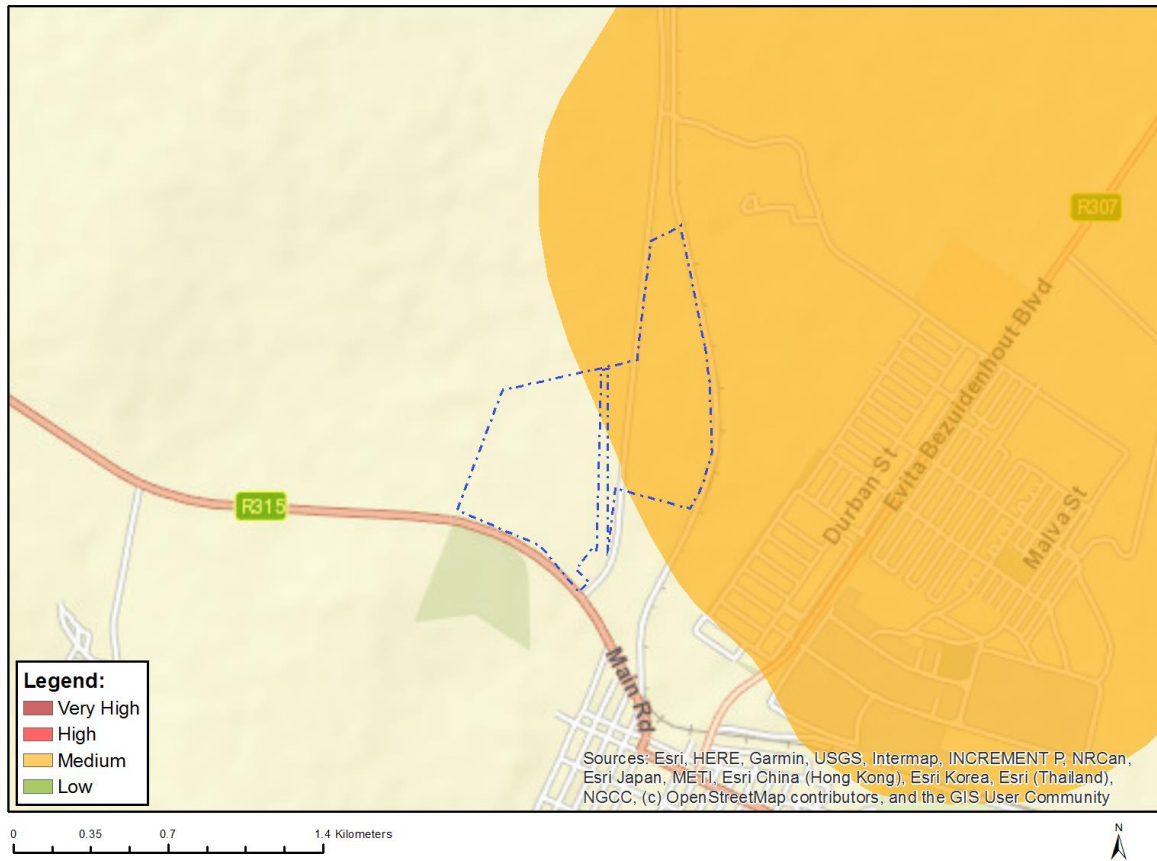 R307
Evita Bezuidenhout Blvd
Durban St
Malva St
R315
Main Rd
Legend:
Very High
High
Medium
Low
Sources: Esri, HERE, Garmin, USGS, Intermap, INCREMENT P, NRCan,
Esri Japan, METI, Esri China (Hong Kong), Esri Korea, Esri (Thailand),
NGCC, (c) OpenStreetMap contributors, and the GIS User Community
0 0.35 0.7 1.4 Kilometers
N